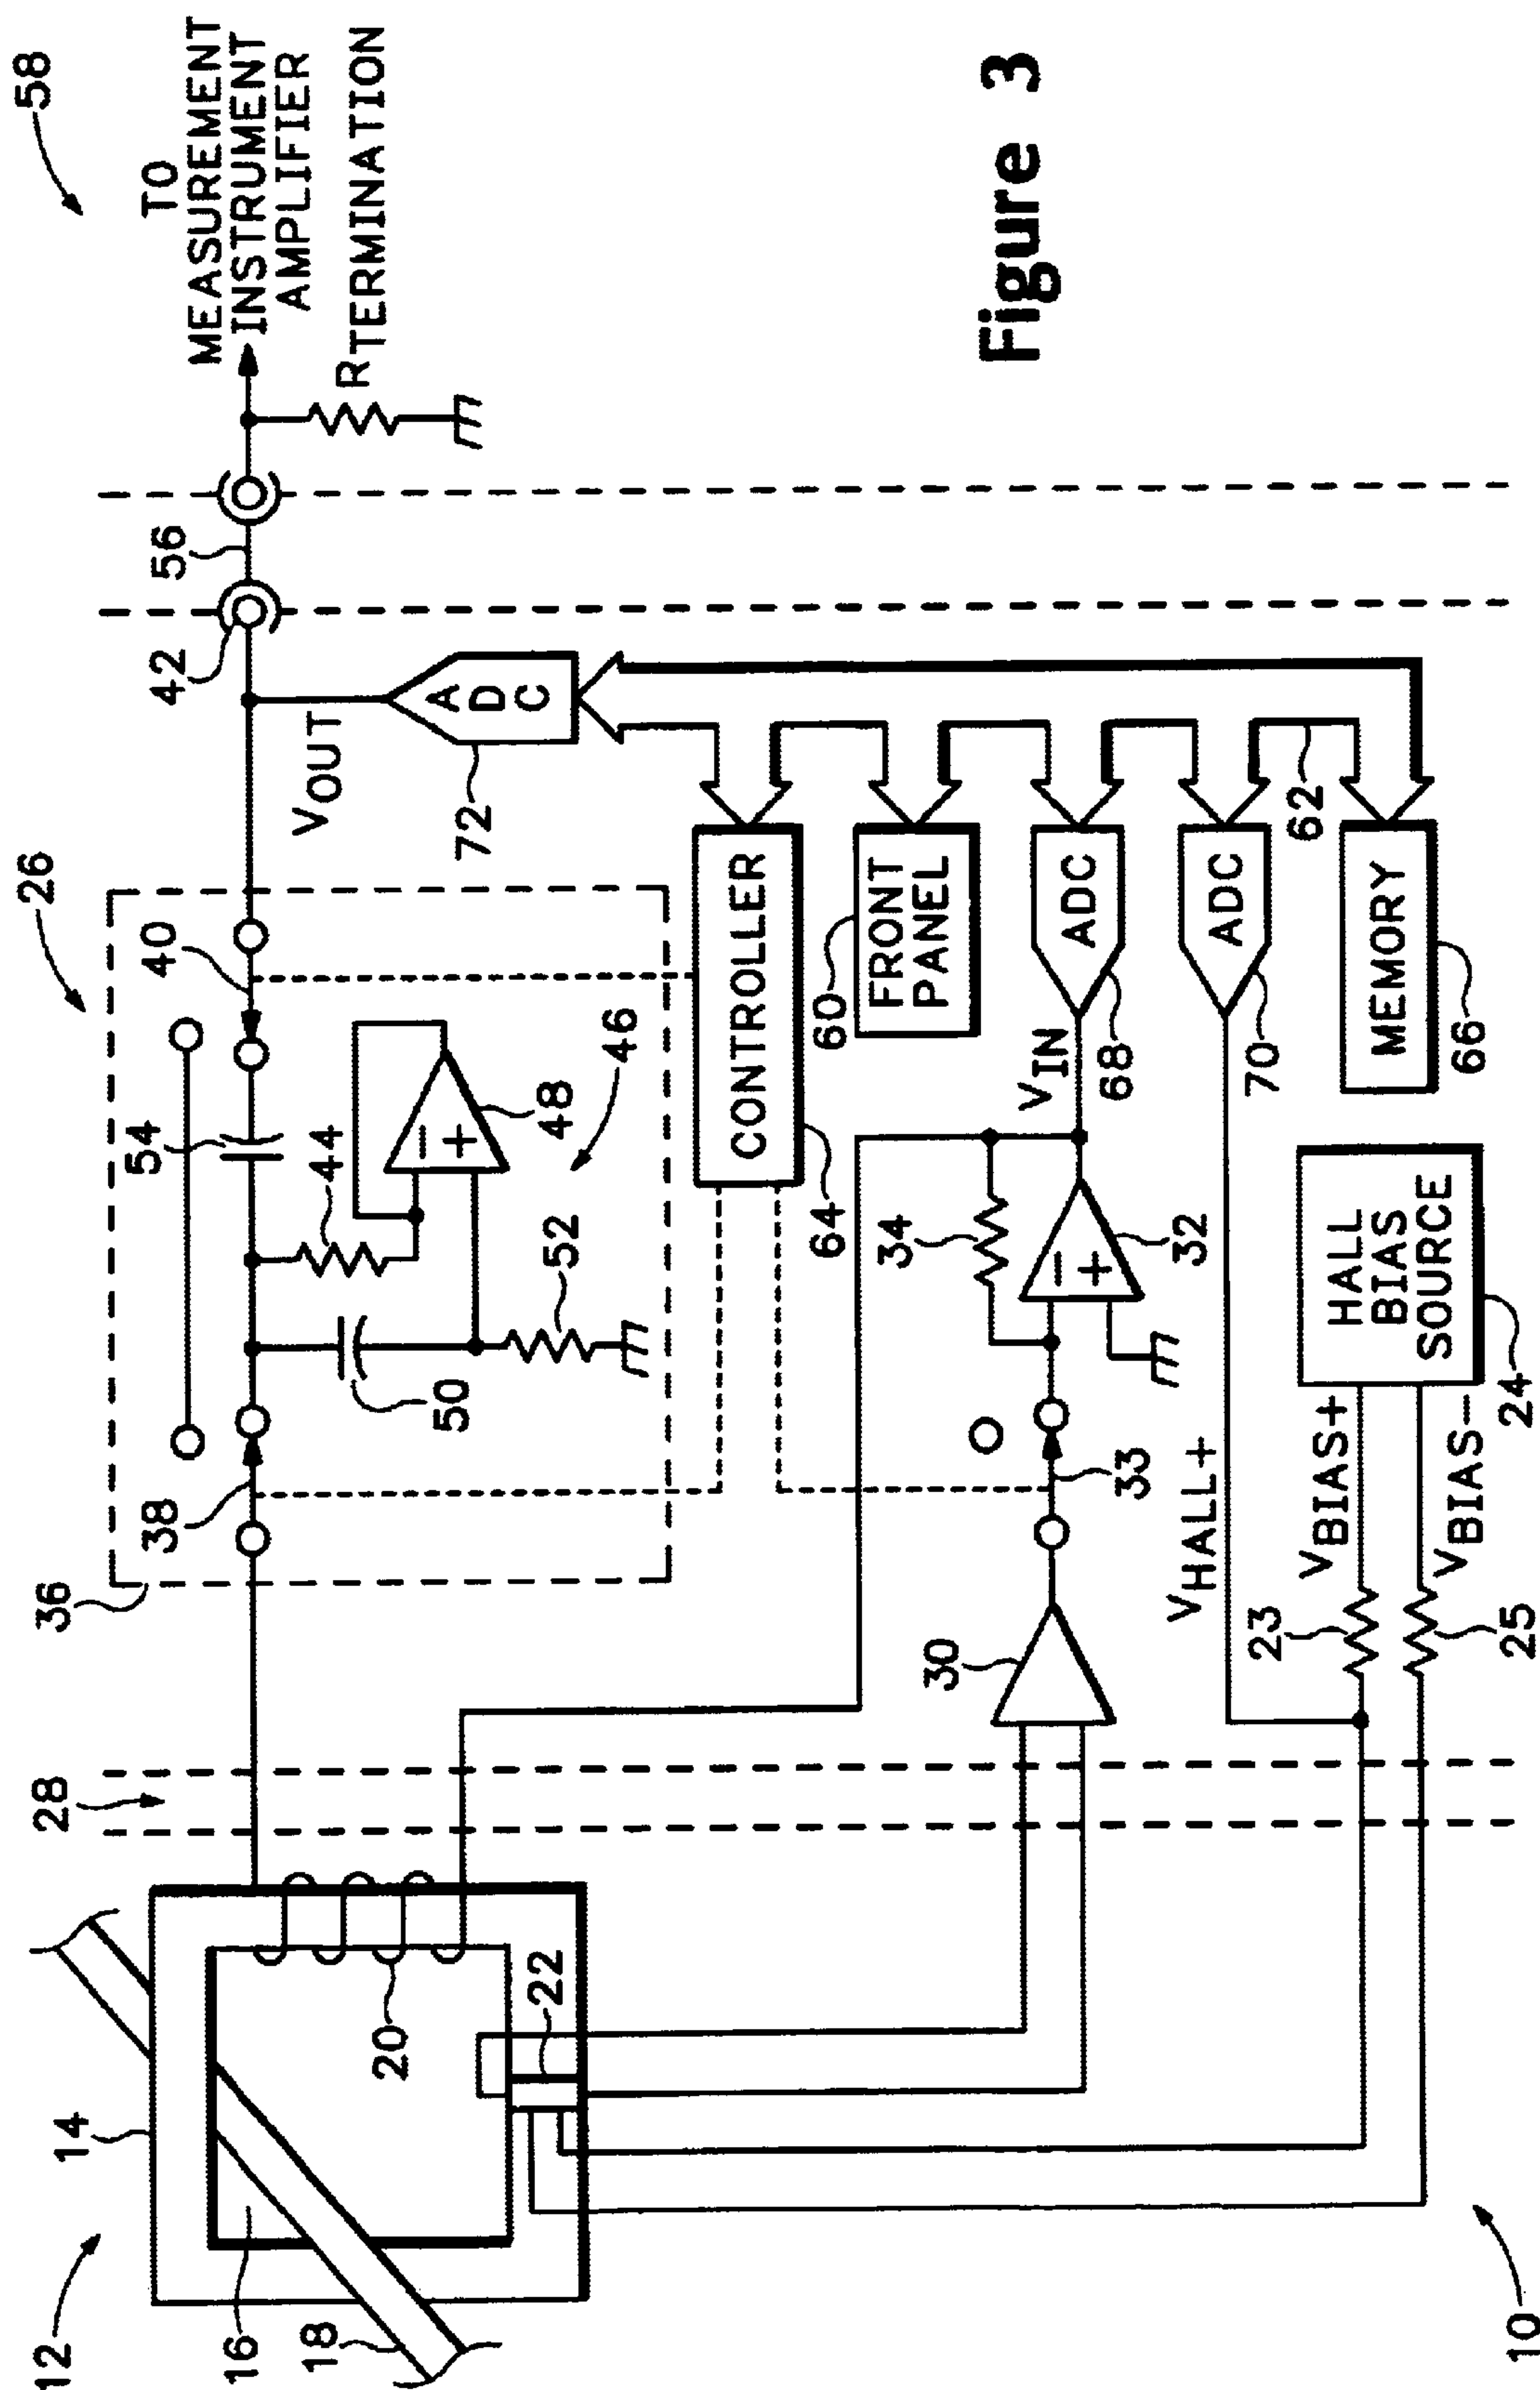 58
TO
MEASUREMENT
INSTRUMENT
AMPLIFIER
RTERMINATION
Figure 3
56
42
VOUT
72
A
D
C
26
40
54
44
48
46
50
52
38
36
CONTROLLER
64
60
FRONT
PANEL
ADC
68
VIN
ADC
70
62
MEMORY
66
34
32
−
+
−
+
33
30
HALL
BIAS
SOURCE
24
VHALL+
VBIAS+
VBIAS−
23
25
28
12
14
16
18
20
22
10